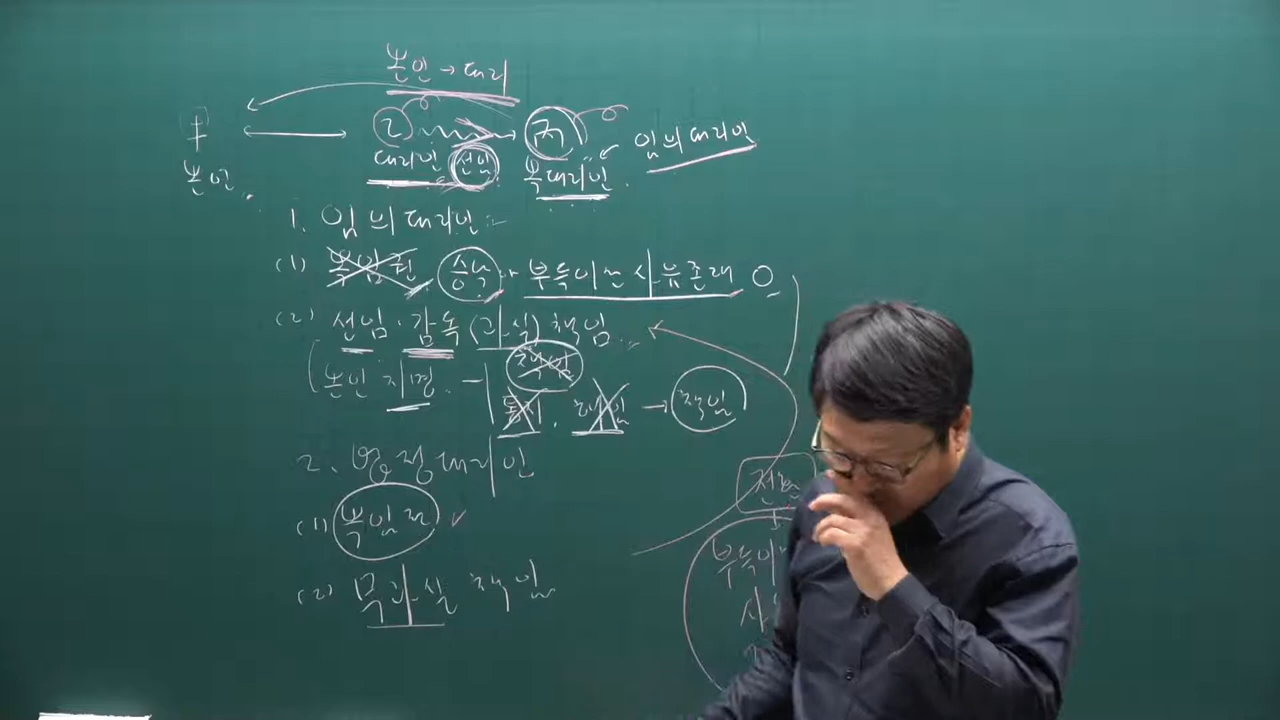 본인→대리
본인
대리인 선임
복대리인
임의대리인
1. 임의대리인
(1) 복임권 승낙 부득이한 사유존재 O
(2) 선임·감독(과실)책임
(본인 지명 책임
통지, 해임 → 책임
2. 법정대리인
(1) 복임권 ✓
(2) 무과실 책임
부득이